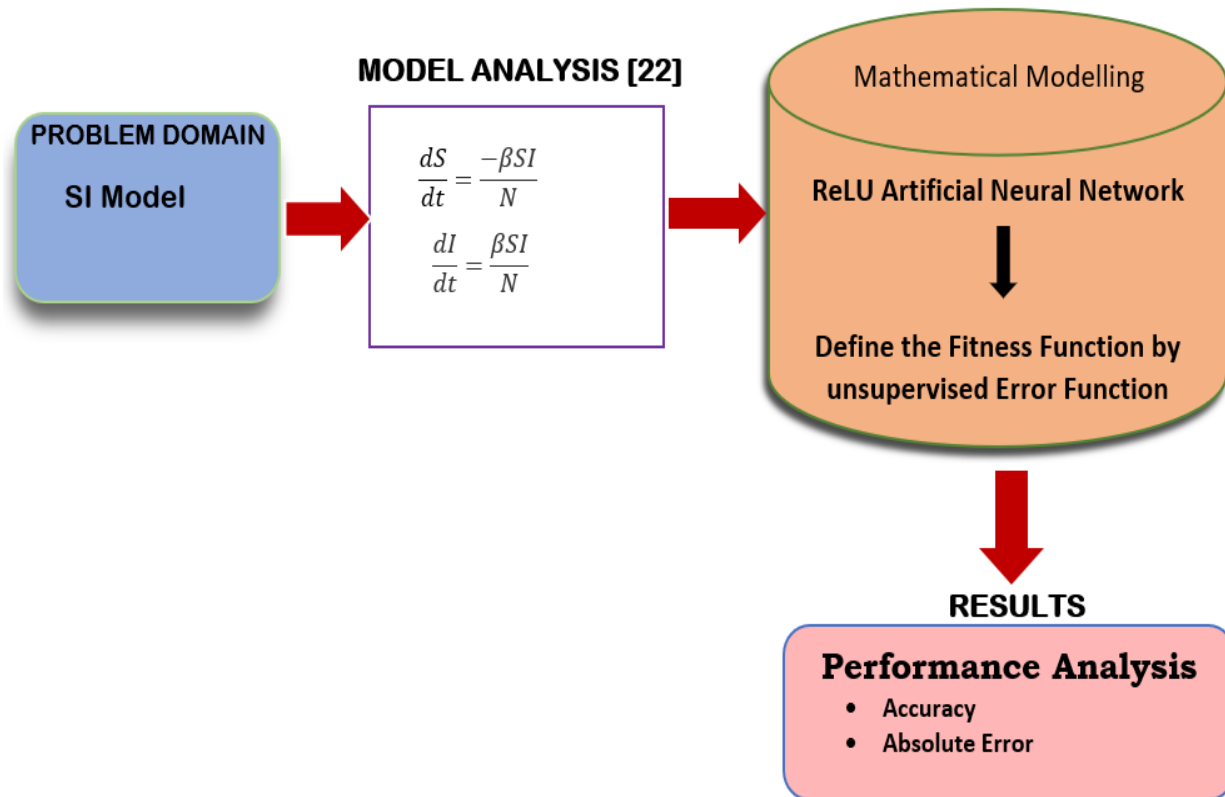 PROBLEM DOMAIN
SI Model
MODEL ANALYSIS [22]
dS/dt = −βSI/N
dI/dt = βSI/N
Mathematical Modelling
ReLU Artificial Neural Network
Define the Fitness Function by
unsupervised Error Function
RESULTS
Performance Analysis
• Accuracy
• Absolute Error